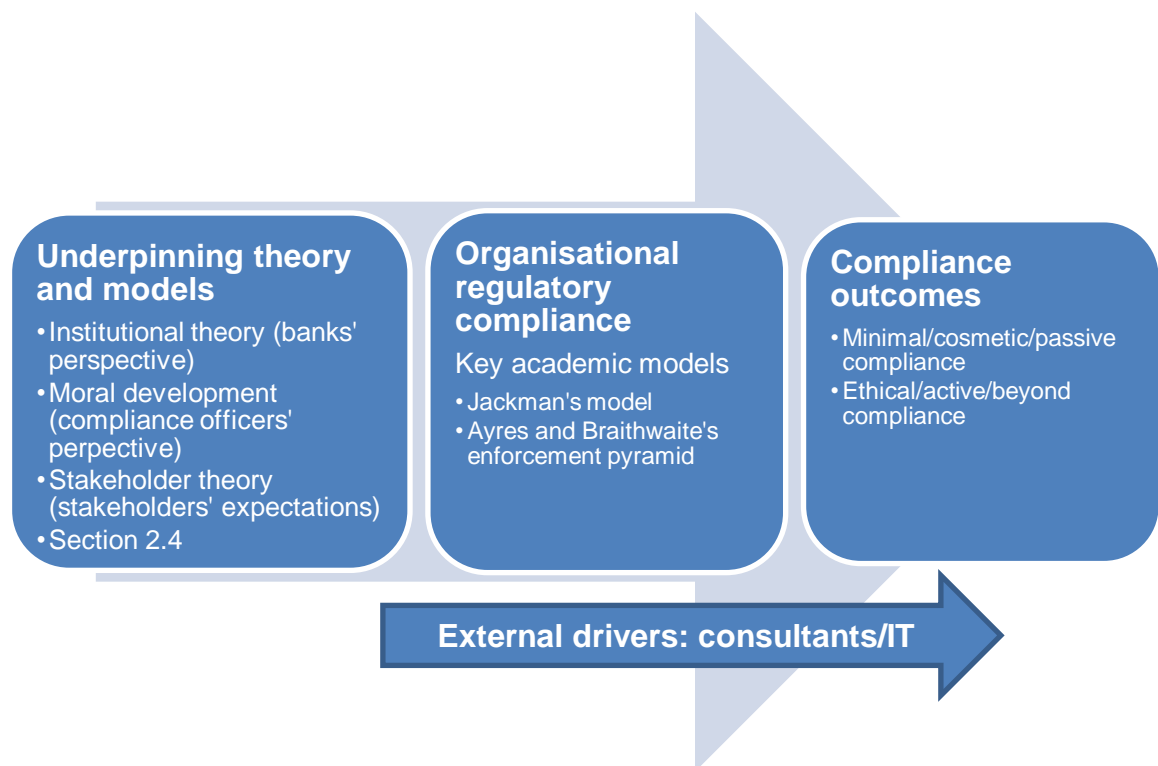 Underpinning theory
and models
•Institutional theory (banks'
perspective)
•Moral development
(compliance officers'
perpective)
•Stakeholder theory
(stakeholders' expectations)
•Section 2.4
Organisational
regulatory
compliance
Key academic models
•Jackman's model
•Ayres and Braithwaite's
enforcement pyramid
Compliance
outcomes
•Minimal/cosmetic/passive
compliance
•Ethical/active/beyond
compliance
External drivers: consultants/IT